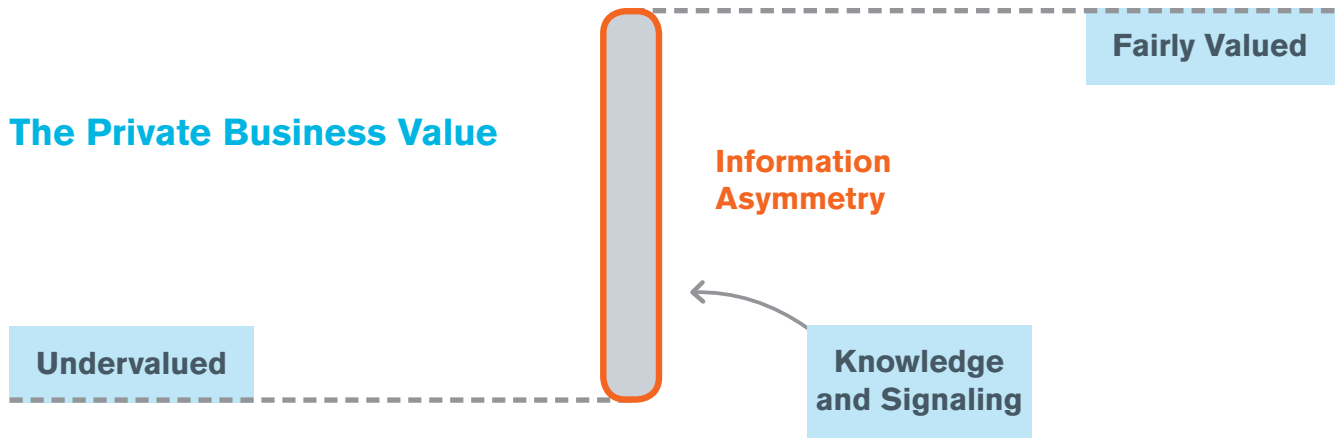 Fairly Valued
The Private Business Value
Information
Asymmetry
Undervalued
Knowledge
and Signaling